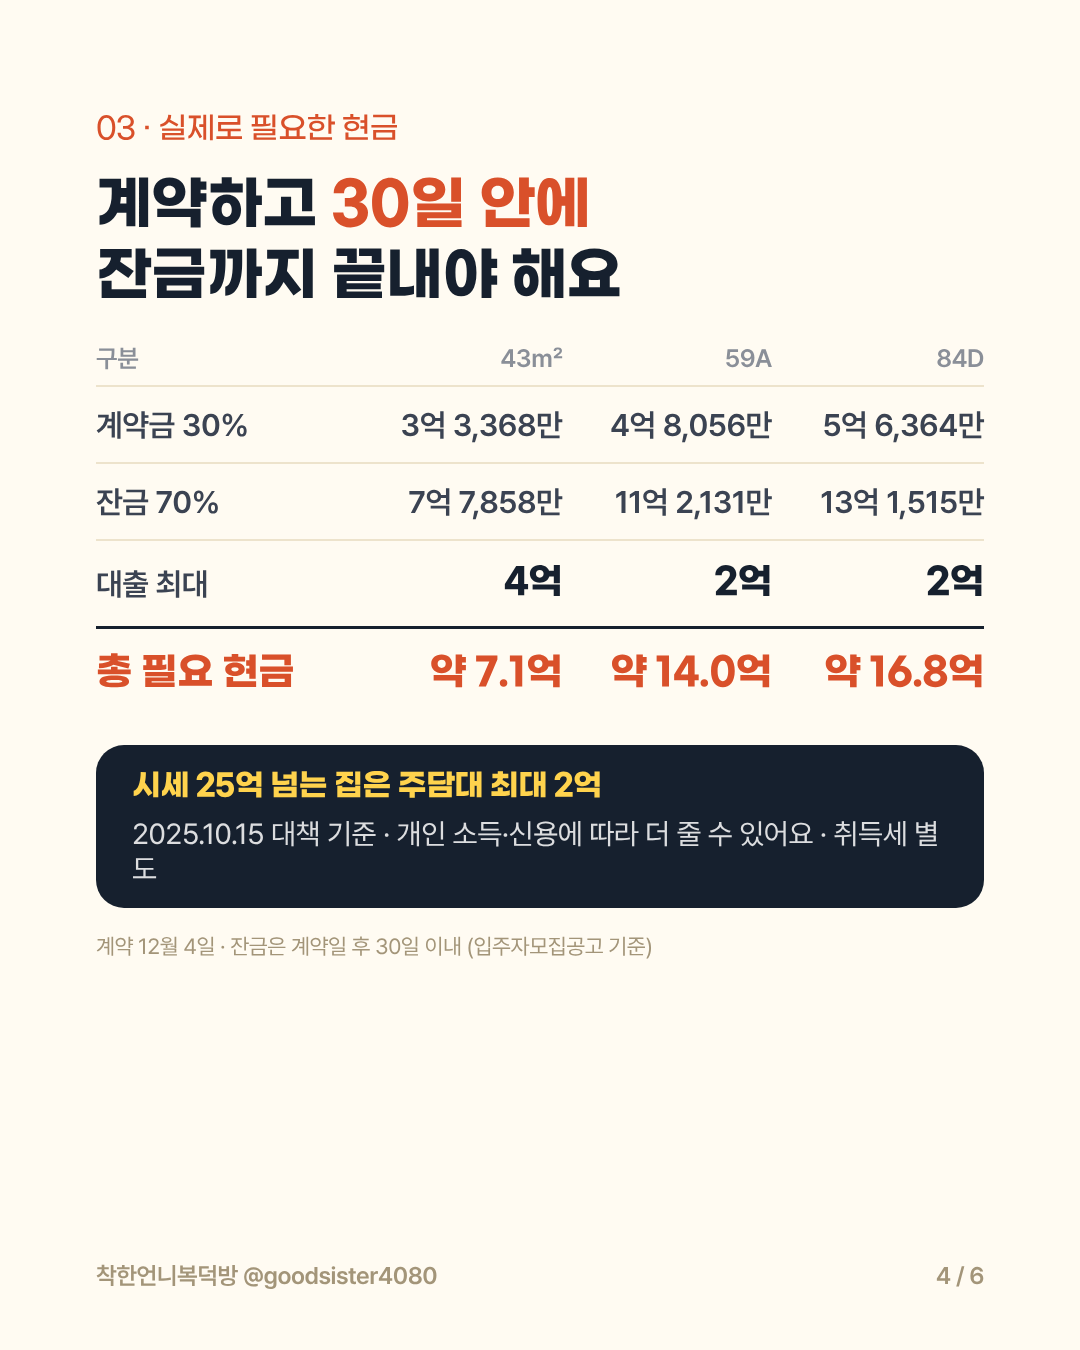 03 · 실제로 필요한 현금
계약하고 30일 안에
잔금까지 끝내야 해요
구분 43m² 59A 84D
계약금 30% 3억 3,368만 4억 8,056만 5억 6,364만
잔금 70% 7억 7,858만 11억 2,131만 13억 1,515만
대출 최대 4억 2억 2억
총 필요 현금 약 7.1억 약 14.0억 약 16.8억
시세 25억 넘는 집은 주담대 최대 2억
2025.10.15 대책 기준 · 개인 소득·신용에 따라 더 줄 수 있어요 · 취득세 별
도
계약 12월 4일 · 잔금은 계약일 후 30일 이내 (입주자모집공고 기준)
착한언니복덕방 @goodsister4080 4 / 6